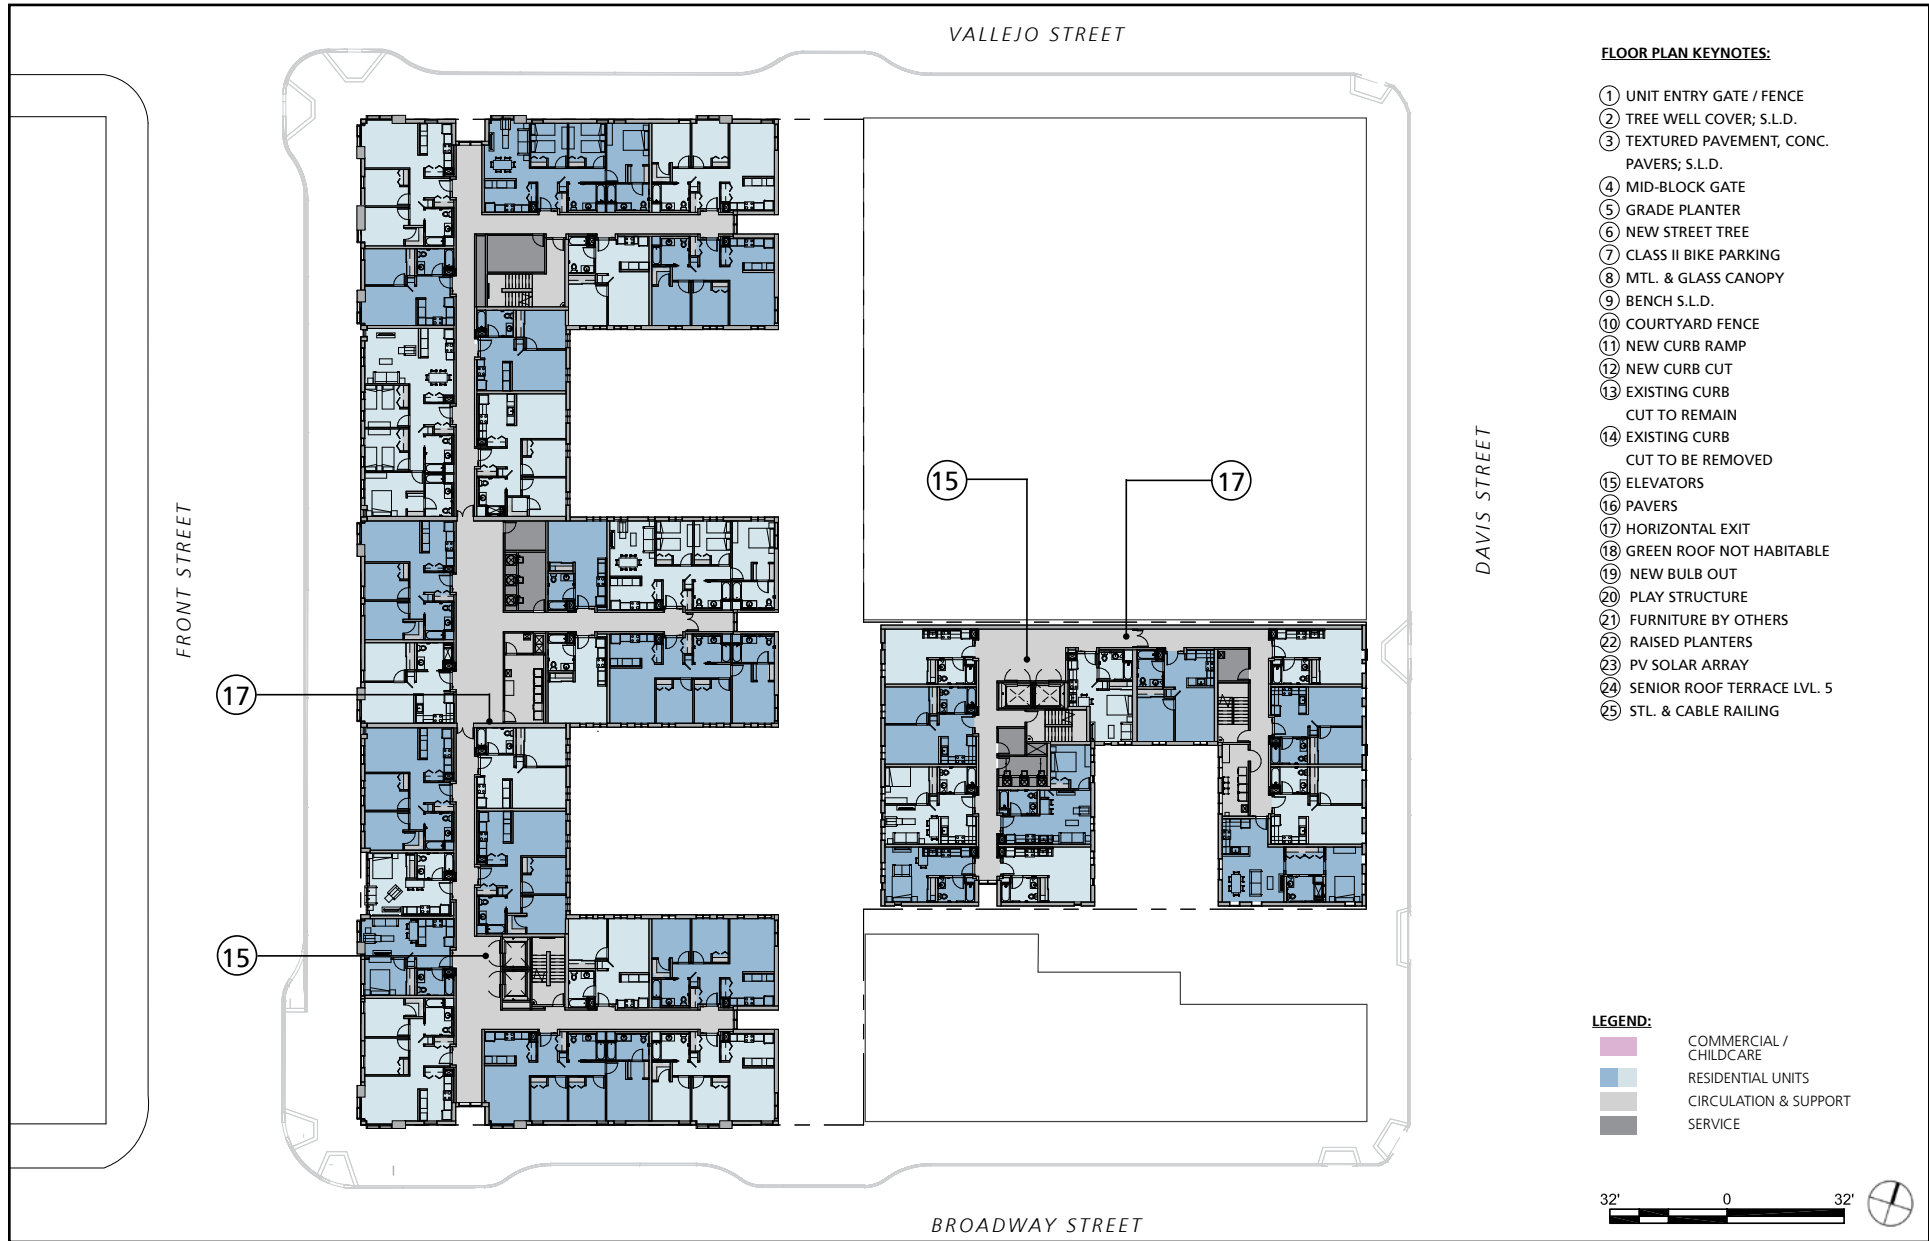 VALLEJO STREET
FLOOR PLAN KEYNOTES:
1 UNIT ENTRY GATE / FENCE
2 TREE WELL COVER; S.L.D.
3 TEXTURED PAVEMENT, CONC.
PAVERS; S.L.D.
4 MID-BLOCK GATE
5 GRADE PLANTER
6 NEW STREET TREE
7 CLASS II BIKE PARKING
8 MTL. & GLASS CANOPY
9 BENCH S.L.D.
10 COURTYARD FENCE
11 NEW CURB RAMP
12 NEW CURB CUT
13 EXISTING CURB
CUT TO REMAIN
14 EXISTING CURB
CUT TO BE REMOVED
15 ELEVATORS
16 PAVERS
17 HORIZONTAL EXIT
18 GREEN ROOF NOT HABITABLE
19 NEW BULB OUT
20 PLAY STRUCTURE
21 FURNITURE BY OTHERS
22 RAISED PLANTERS
23 PV SOLAR ARRAY
24 SENIOR ROOF TERRACE LVL. 5
25 STL. & CABLE RAILING
15
17
FRONT STREET
DAVIS STREET
17
15
LEGEND:
COMMERCIAL /
CHILDCARE
RESIDENTIAL UNITS
CIRCULATION & SUPPORT
SERVICE
32' 0 32'
BROADWAY STREET